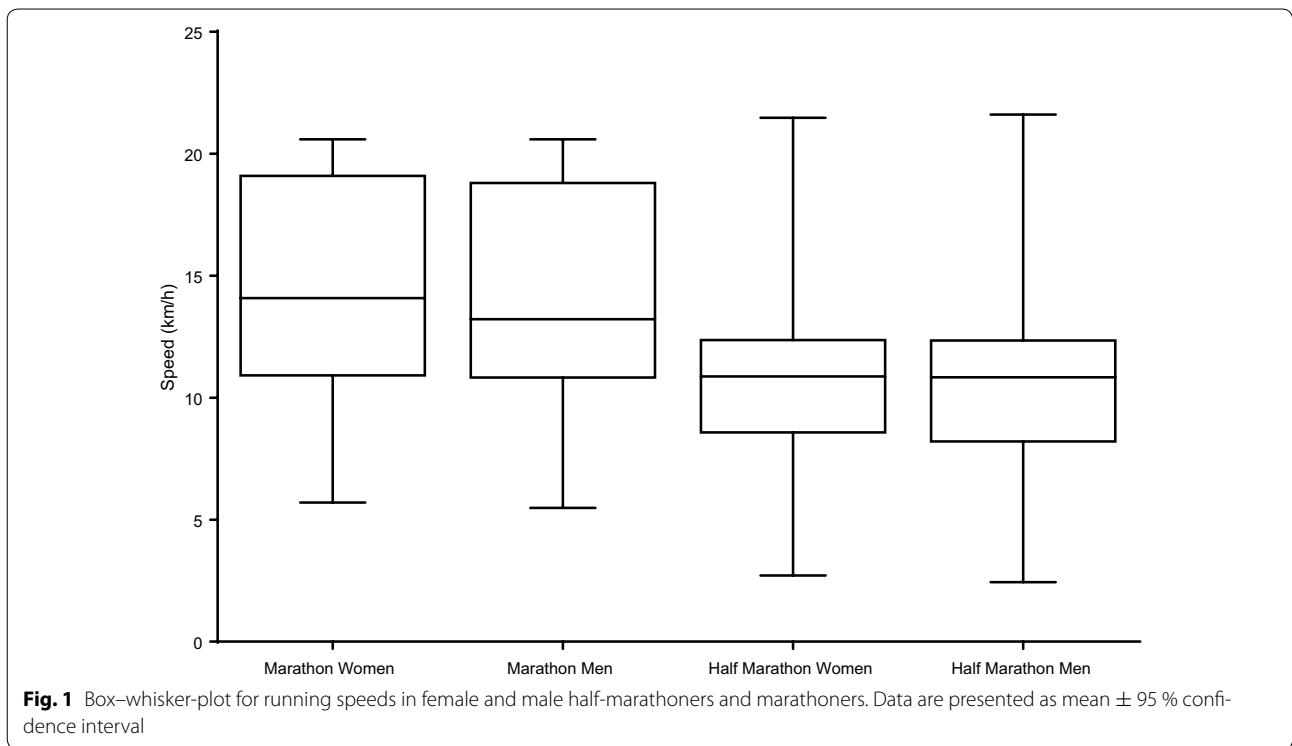 25
20
15
10
5
0
Speed (km/h)
Marathon Women Marathon Men Half Marathon Women Half Marathon Men
Fig. 1 Box–whisker-plot for running speeds in female and male half-marathoners and marathoners. Data are presented as mean ± 95 % confi-
dence interval